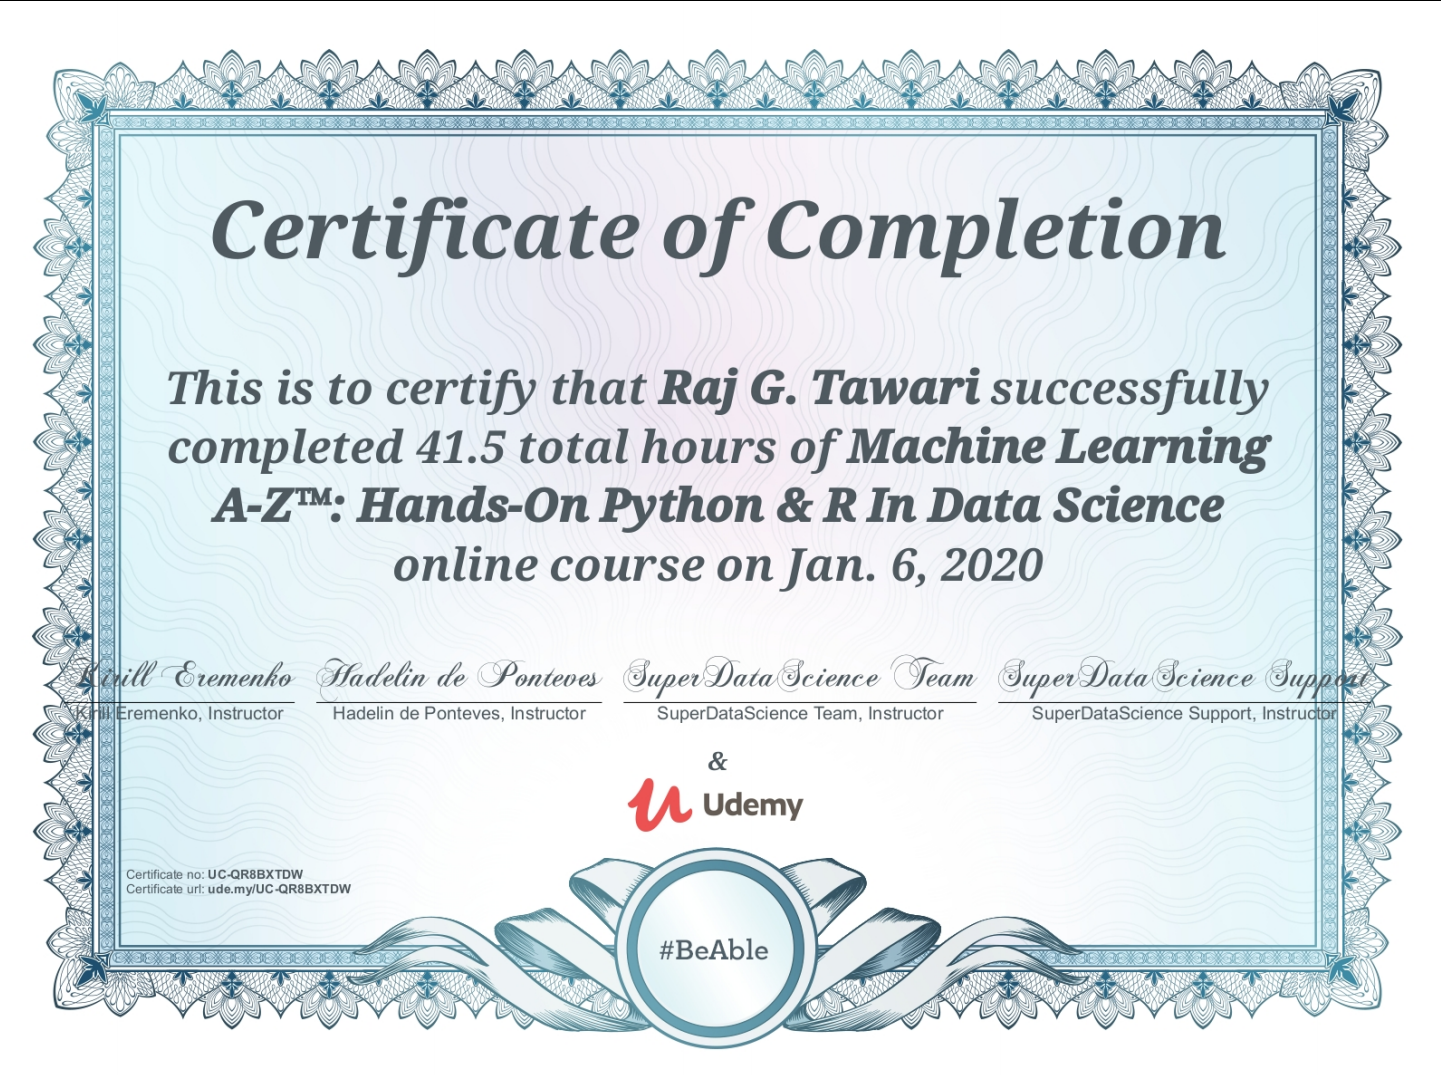 Certificate of Completion
This is to certify that Raj G. Tawari successfully
completed 41.5 total hours of Machine Learning
A-Z™: Hands-On Python & R In Data Science
online course on Jan. 6, 2020
Kirill Eremenko Hadelin de Ponteves SuperDataScience Team SuperDataScience Support
Kirill Eremenko, Instructor Hadelin de Ponteves, Instructor SuperDataScience Team, Instructor SuperDataScience Support, Instructor
&
Udemy
Certificate no: UC-QR8BXTDW
Certificate url: ude.my/UC-QR8BXTDW
#BeAble